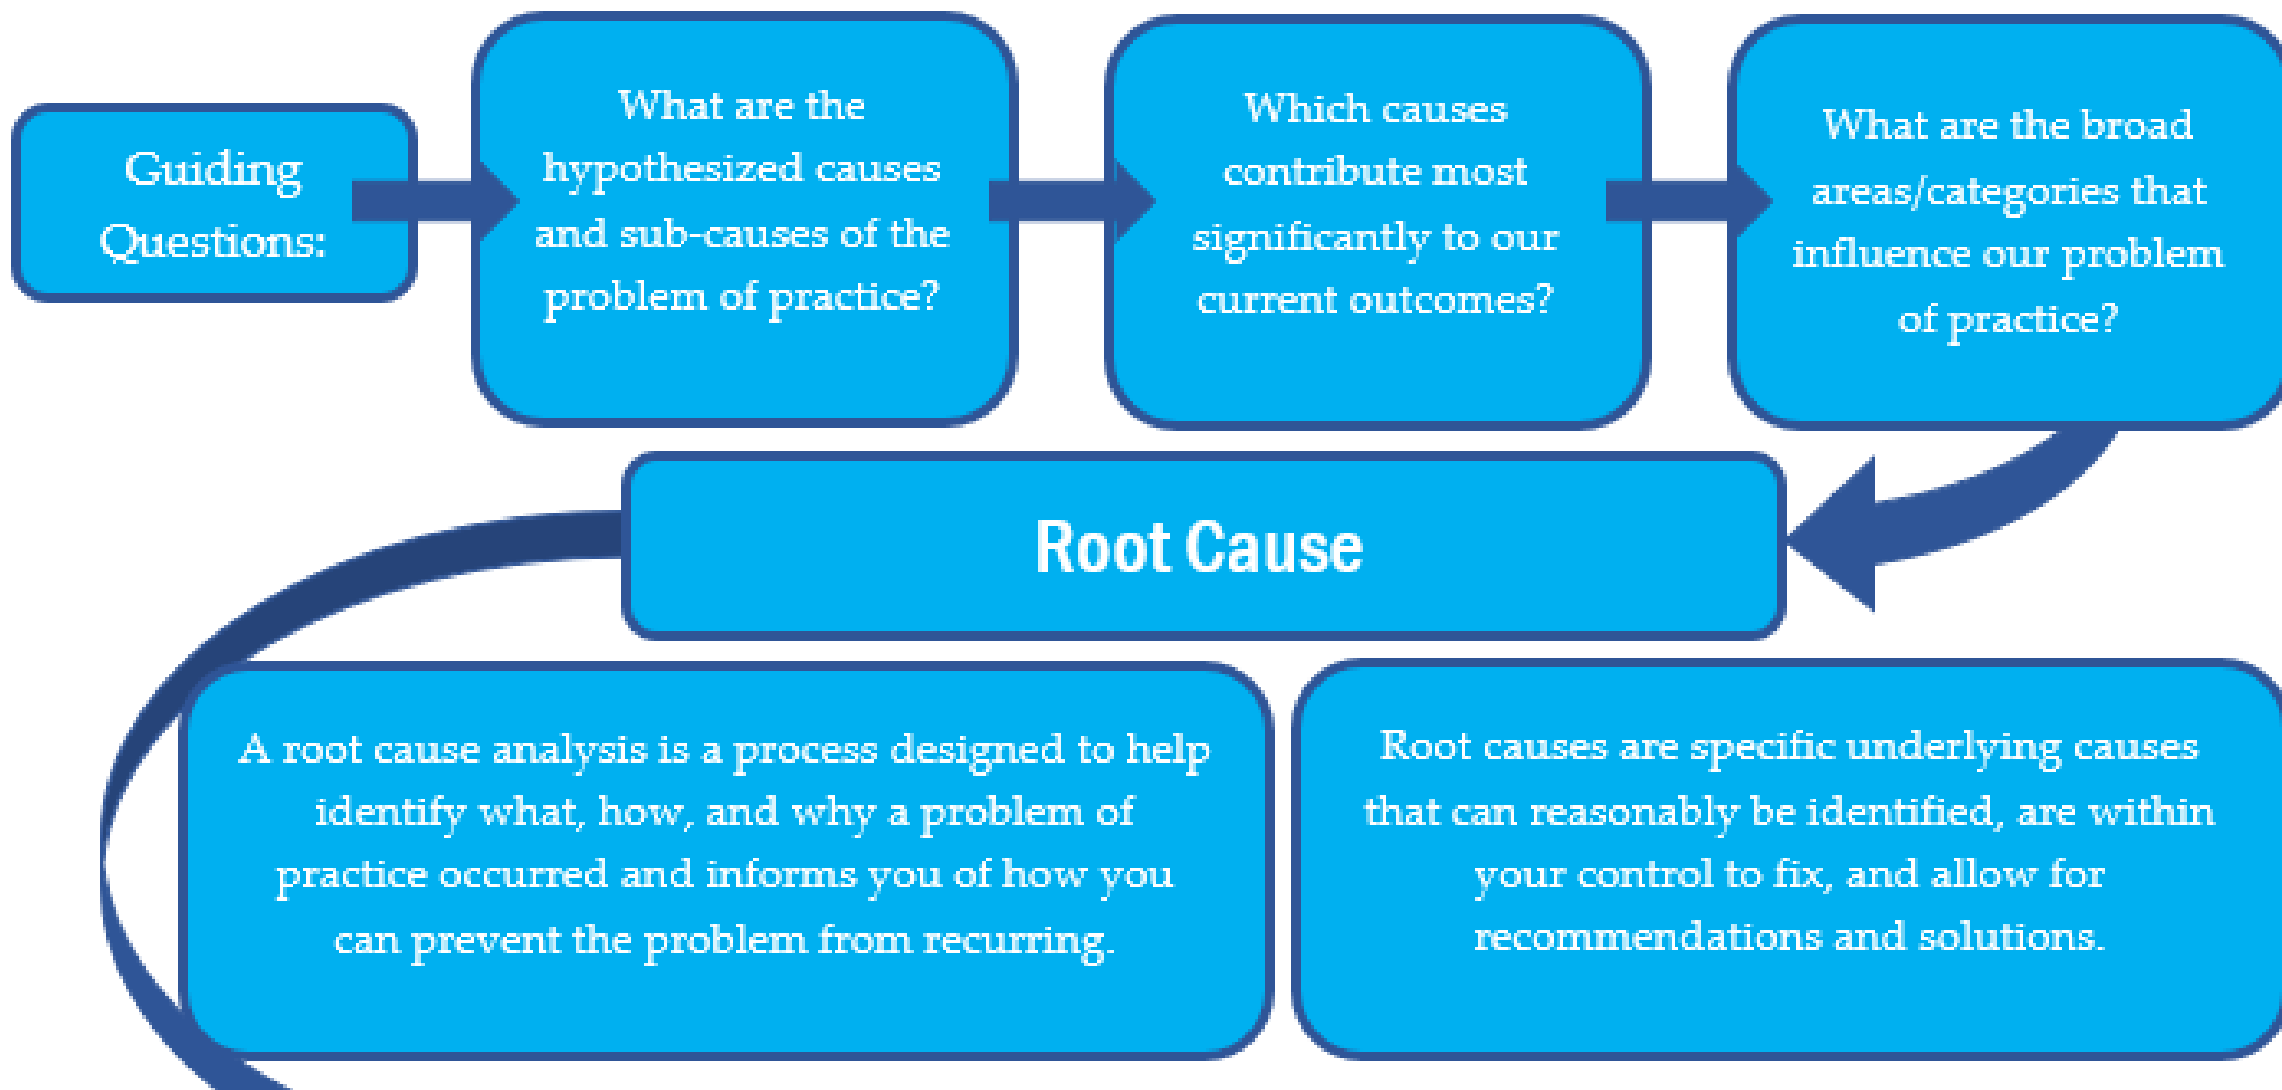 Guiding
Questions:
What are the
hypothesized causes
and sub-causes of the
problem of practice?
Which causes
contribute most
significantly to our
current outcomes?
What are the broad
areas/categories that
influence our problem
of practice?
Root Cause
A root cause analysis is a process designed to help
identify what, how, and why a problem of
practice occurred and informs you of how you
can prevent the problem from recurring.
Root causes are specific underlying causes
that can reasonably be identified, are within
your control to fix, and allow for
recommendations and solutions.